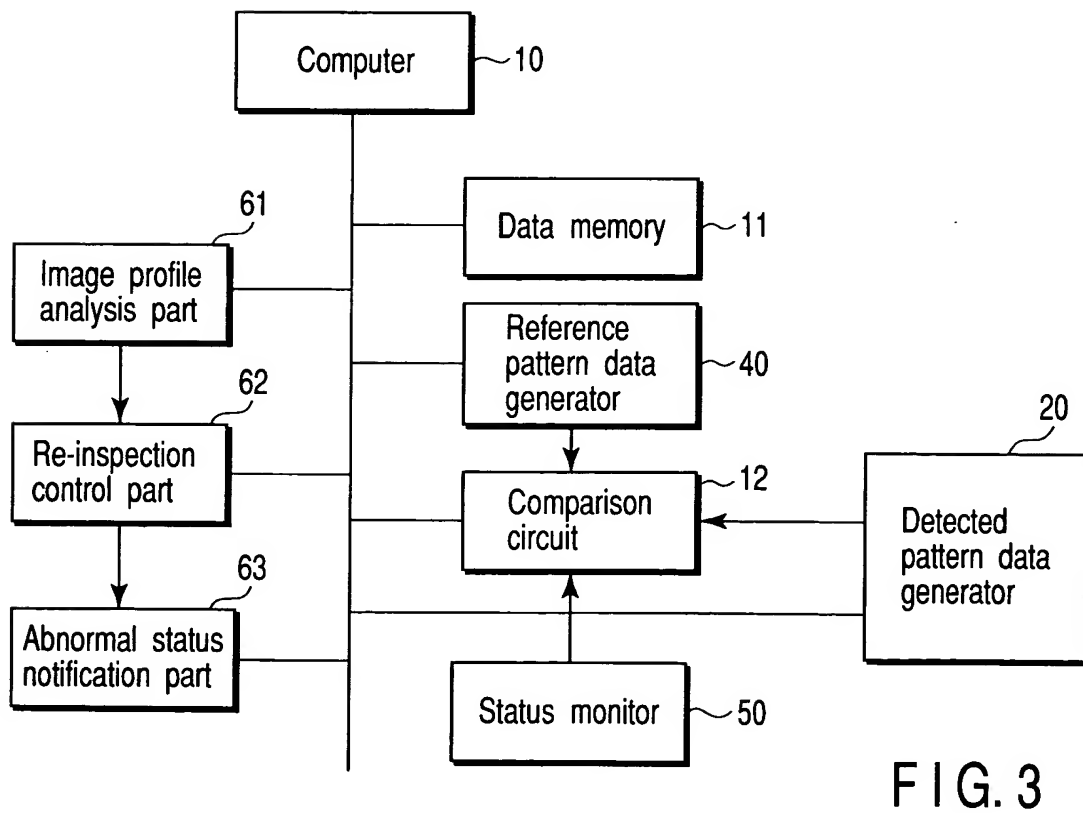 Computer
10
Data memory
11
61
Image profile
analysis part
Reference
pattern data
generator
40
62
Re-inspection
control part
12
Comparison
circuit
20
Detected
pattern data
generator
63
Abnormal status
notification part
Status monitor
50
FIG. 3